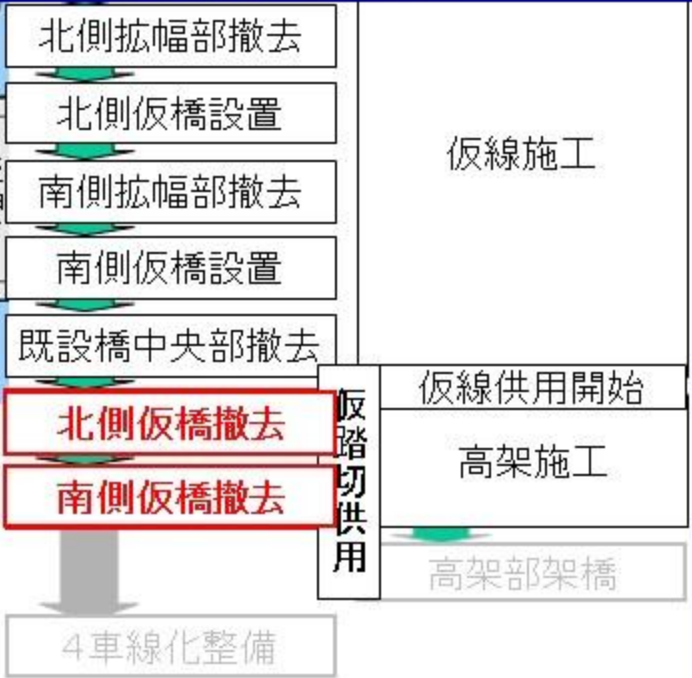 北側拡幅部撤去
北側仮橋設置
南側拡幅部撤去
南側仮橋設置
既設橋中央部撤去
北側仮橋撤去
南側仮橋撤去
4車線化整備
仮踏切供用
仮線施工
仮線供用開始
高架施工
高架部架橋